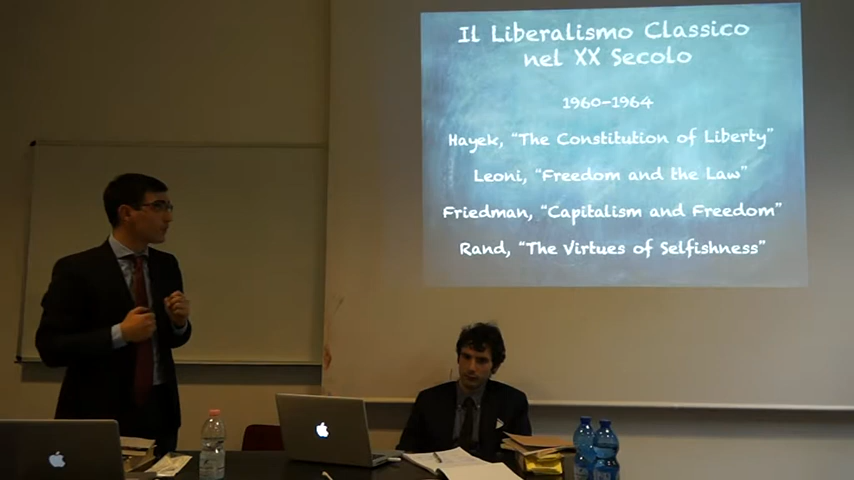 Il Liberalismo Classico
nel XX Secolo
1960-1964
Hayek, "The Constitution of Liberty"
Leoni, "Freedom and the Law"
Friedman, "Capitalism and Freedom"
Rand, "The Virtues of Selfishness"